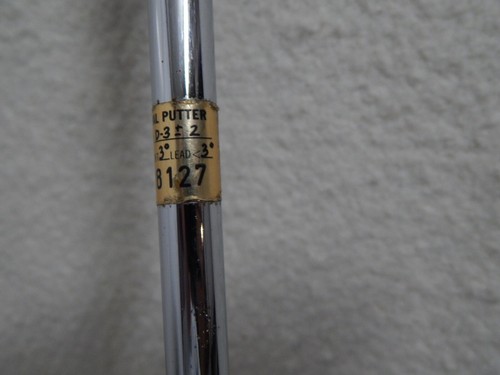 L PUTTER
D-3 ± 2
3° LEAD < 3°
8127